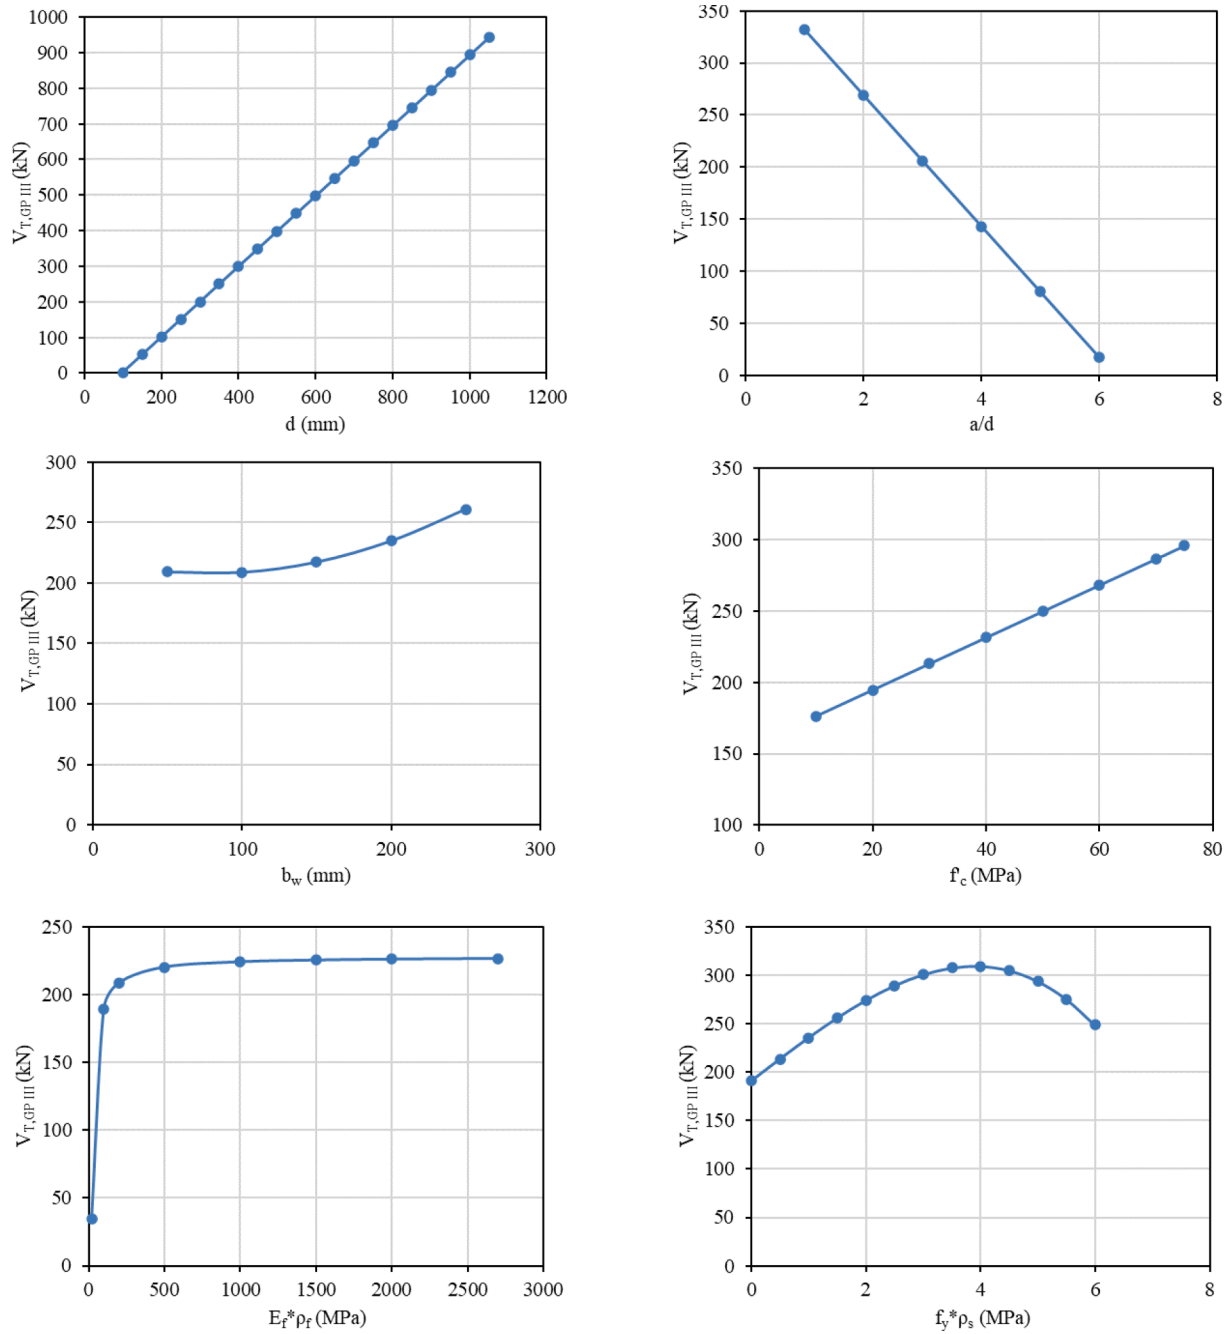 1000
900
800
700
600
500
400
300
200
100
0
V_T,GP III (kN)
0 200 400 600 800 1000 1200
d (mm)
350
300
250
200
150
100
50
0
V_T,GP III (kN)
0 2 4 6 8
a/d
300
250
200
150
100
50
0
V_T,GP III (kN)
0 100 200 300
b_w (mm)
350
300
250
200
150
100
V_T,GP III (kN)
0 20 40 60 80
f'_c (MPa)
250
200
150
100
50
0
V_T,GP III (kN)
0 500 1000 1500 2000 2500 3000
E_f*ρ_f (MPa)
350
300
250
200
150
100
50
0
V_T,GP III (kN)
0 2 4 6 8
f_y*ρ_s (MPa)